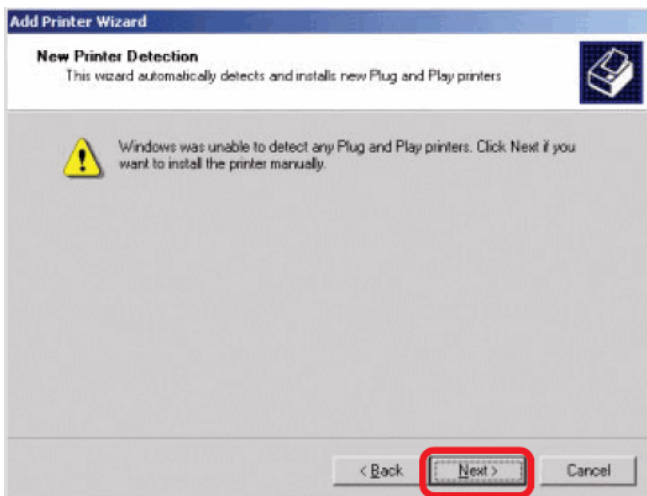 Add Printer Wizard
New Printer Detection
This wizard automatically detects and installs new Plug and Play printers
Windows was unable to detect any Plug and Play printers. Click Next if you
want to install the printer manually.
< Back Next > Cancel